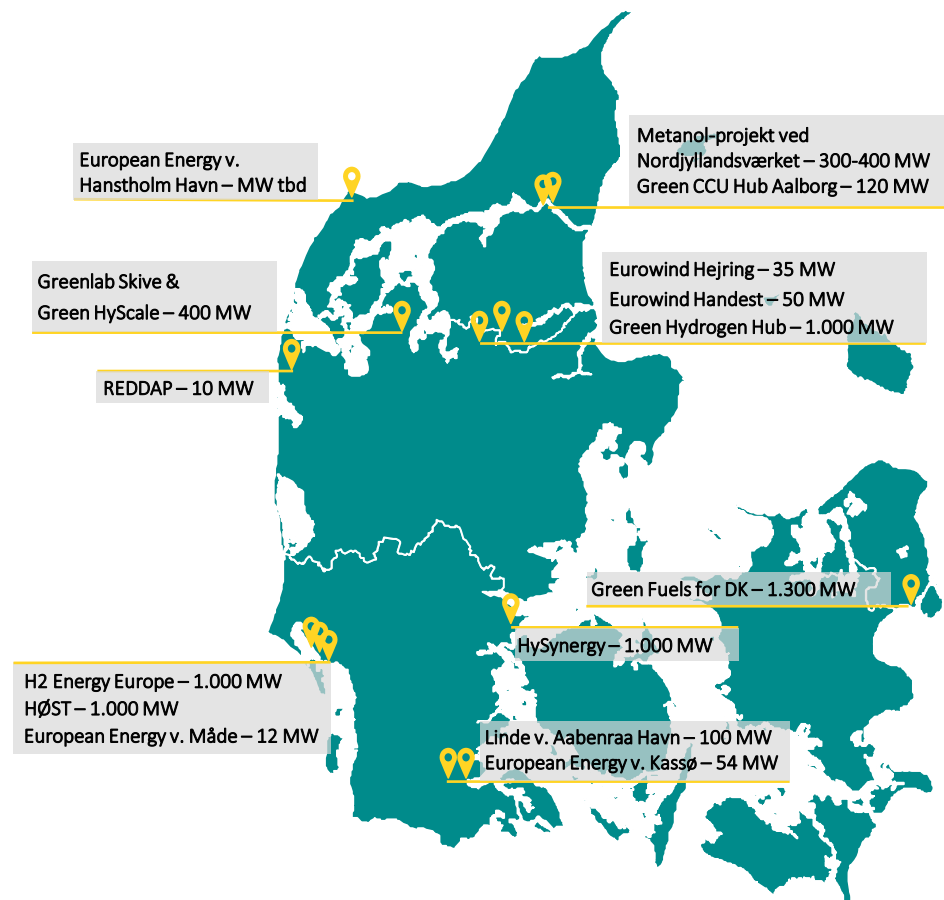 European Energy v.
Hanstholm Havn – MW tbd
Metanol-projekt ved
Nordjyllandsværket – 300-400 MW
Green CCU Hub Aalborg – 120 MW
Greenlab Skive &
Green HyScale – 400 MW
Eurowind Hejring – 35 MW
Eurowind Handest – 50 MW
Green Hydrogen Hub – 1.000 MW
REDDAP – 10 MW
Green Fuels for DK – 1.300 MW
HySynergy – 1.000 MW
H2 Energy Europe – 1.000 MW
HØST – 1.000 MW
European Energy v. Måde – 12 MW
Linde v. Aabenraa Havn – 100 MW
European Energy v. Kassø – 54 MW